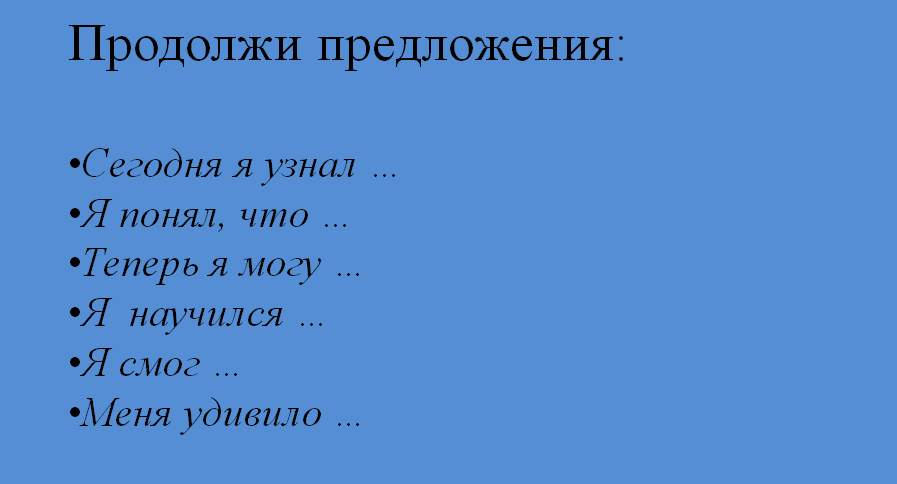 Продолжи предложения:
•Сегодня я узнал ...
•Я понял, что ...
•Теперь я могу ...
•Я научился ...
•Я смог ...
•Меня удивило ...